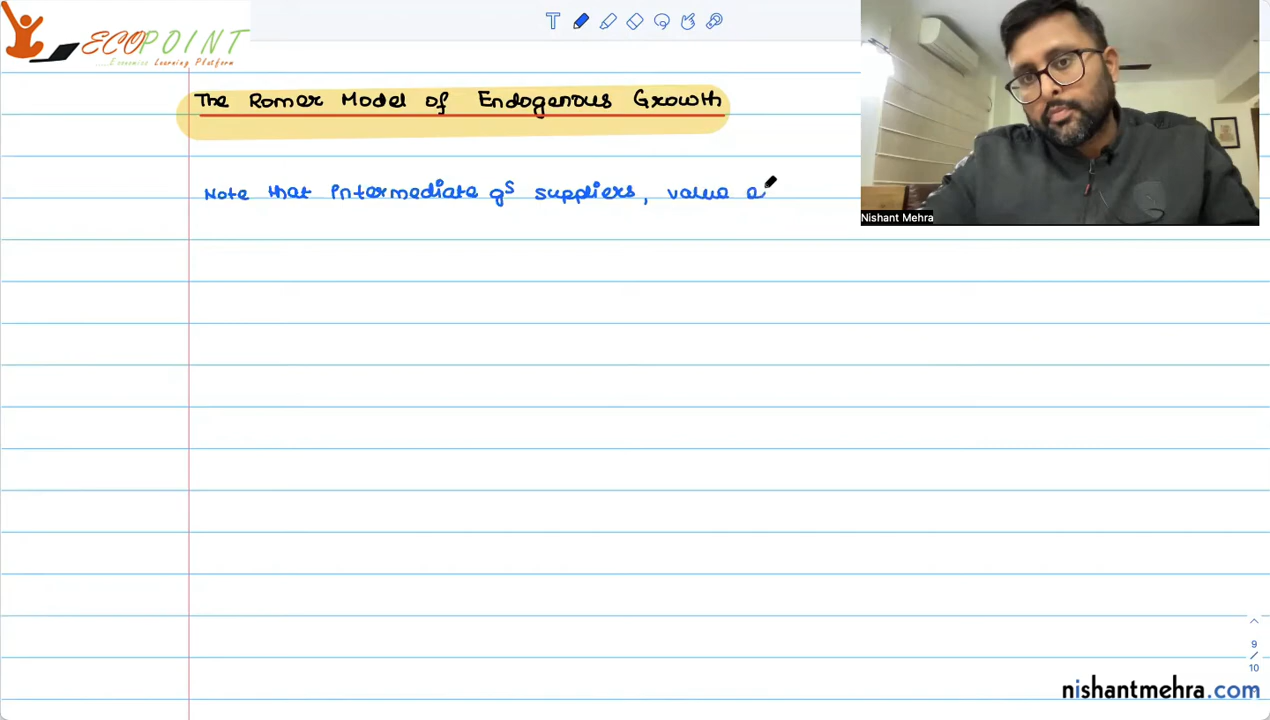 ECOPOINT
....Economics Learning Platform
The Romer Model of Endogenous Growth
Note that Intermediate gs suppliers, value a
Nishant Mehra
9
/
10
nishantmehra.com